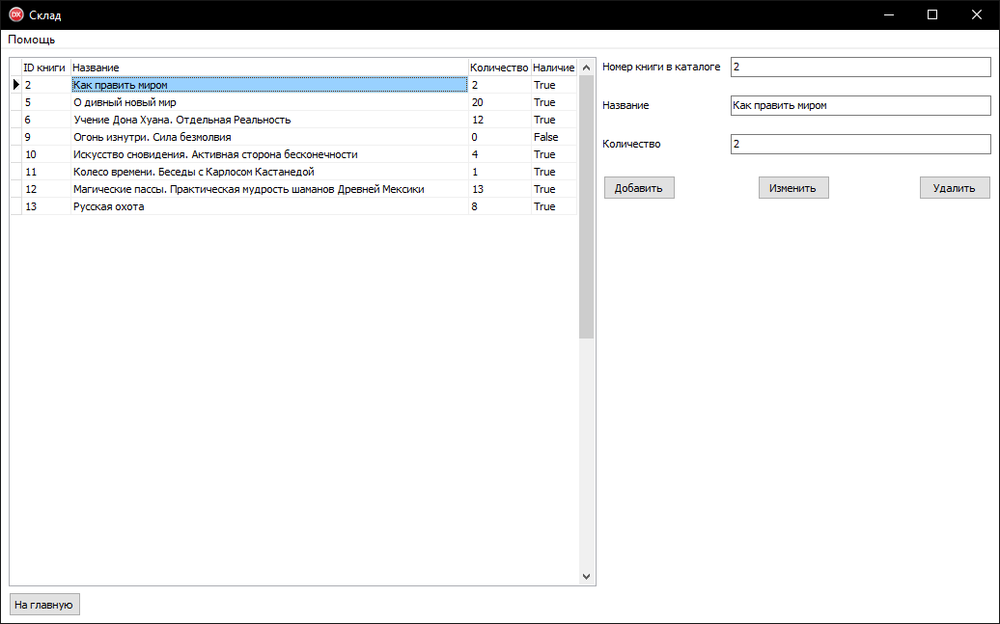 DX Склад
Помощь
ID книги Название Количество Наличие
2 Как править миром 2 True
5 О дивный новый мир 20 True
6 Учение Дона Хуана. Отдельная Реальность 12 True
9 Огонь изнутри. Сила безмолвия 0 False
10 Искусство сновидения. Активная сторона бесконечности 4 True
11 Колесо времени. Беседы с Карлосом Кастанедой 1 True
12 Магические пассы. Практическая мудрость шаманов Древней Мексики 13 True
13 Русская охота 8 True
Номер книги в каталоге 2
Название Как править миром
Количество 2
Добавить Изменить Удалить
На главную